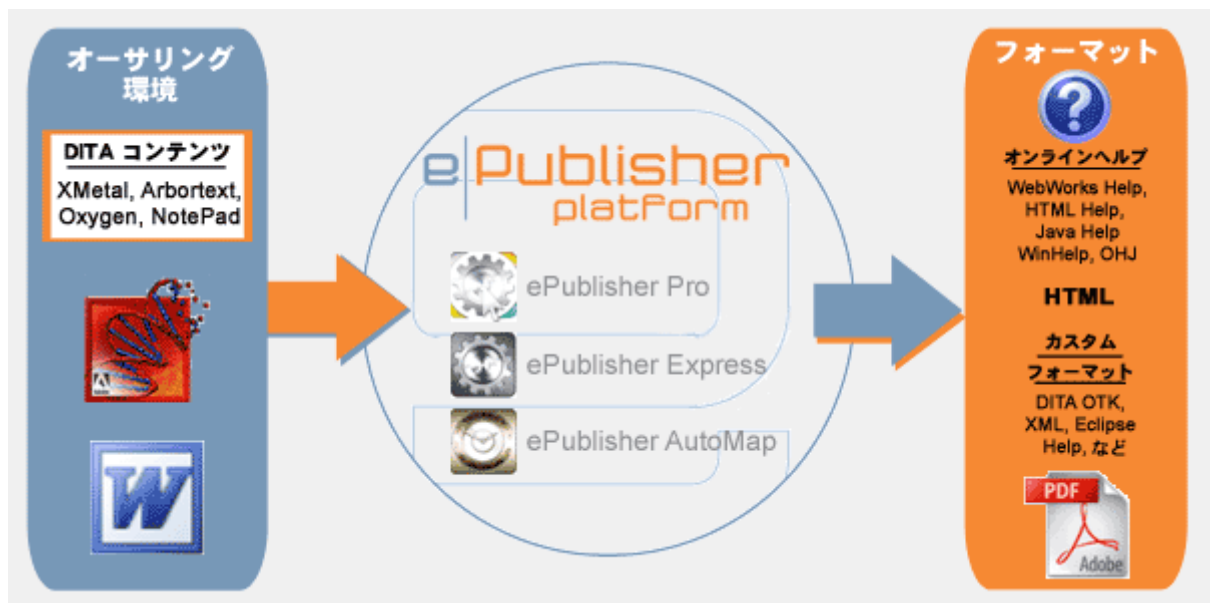 オーサリング
環境
DITA コンテンツ
XMetal, Arbortext,
Oxygen, NotePad
W
e|Publisher
platform
ePublisher Pro
ePublisher Express
ePublisher AutoMap
フォーマット
?
オンラインヘルプ
WebWorks Help,
HTML Help,
Java Help
WinHelp, OHJ
HTML
カスタム
フォーマット
DITA OTK,
XML, Eclipse
Help, など
PDF
Adobe